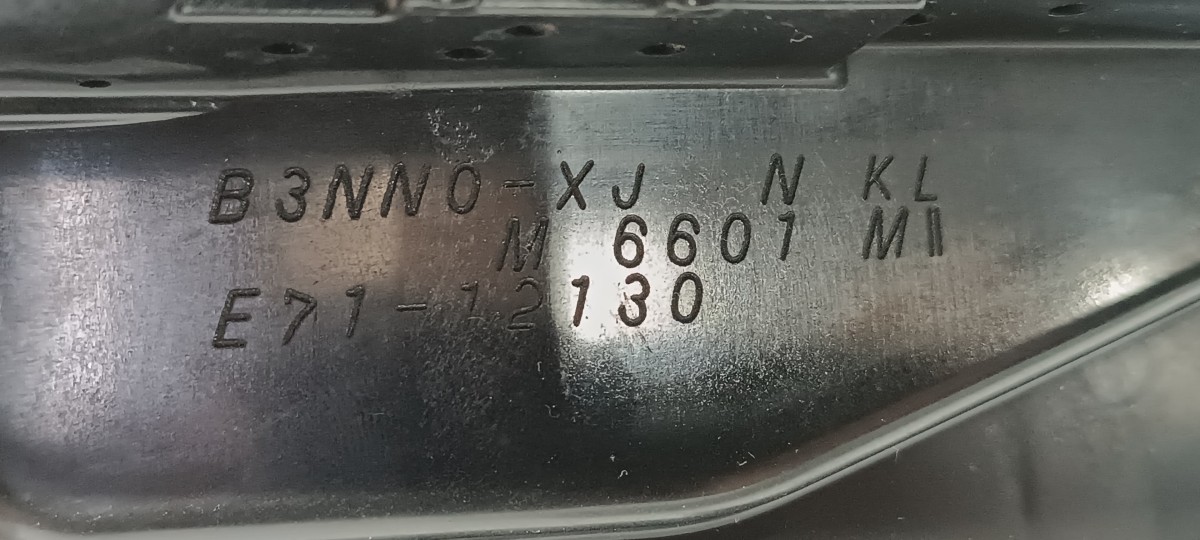 B3NN0-XJ N KL
M 6601 MII
E71-12130